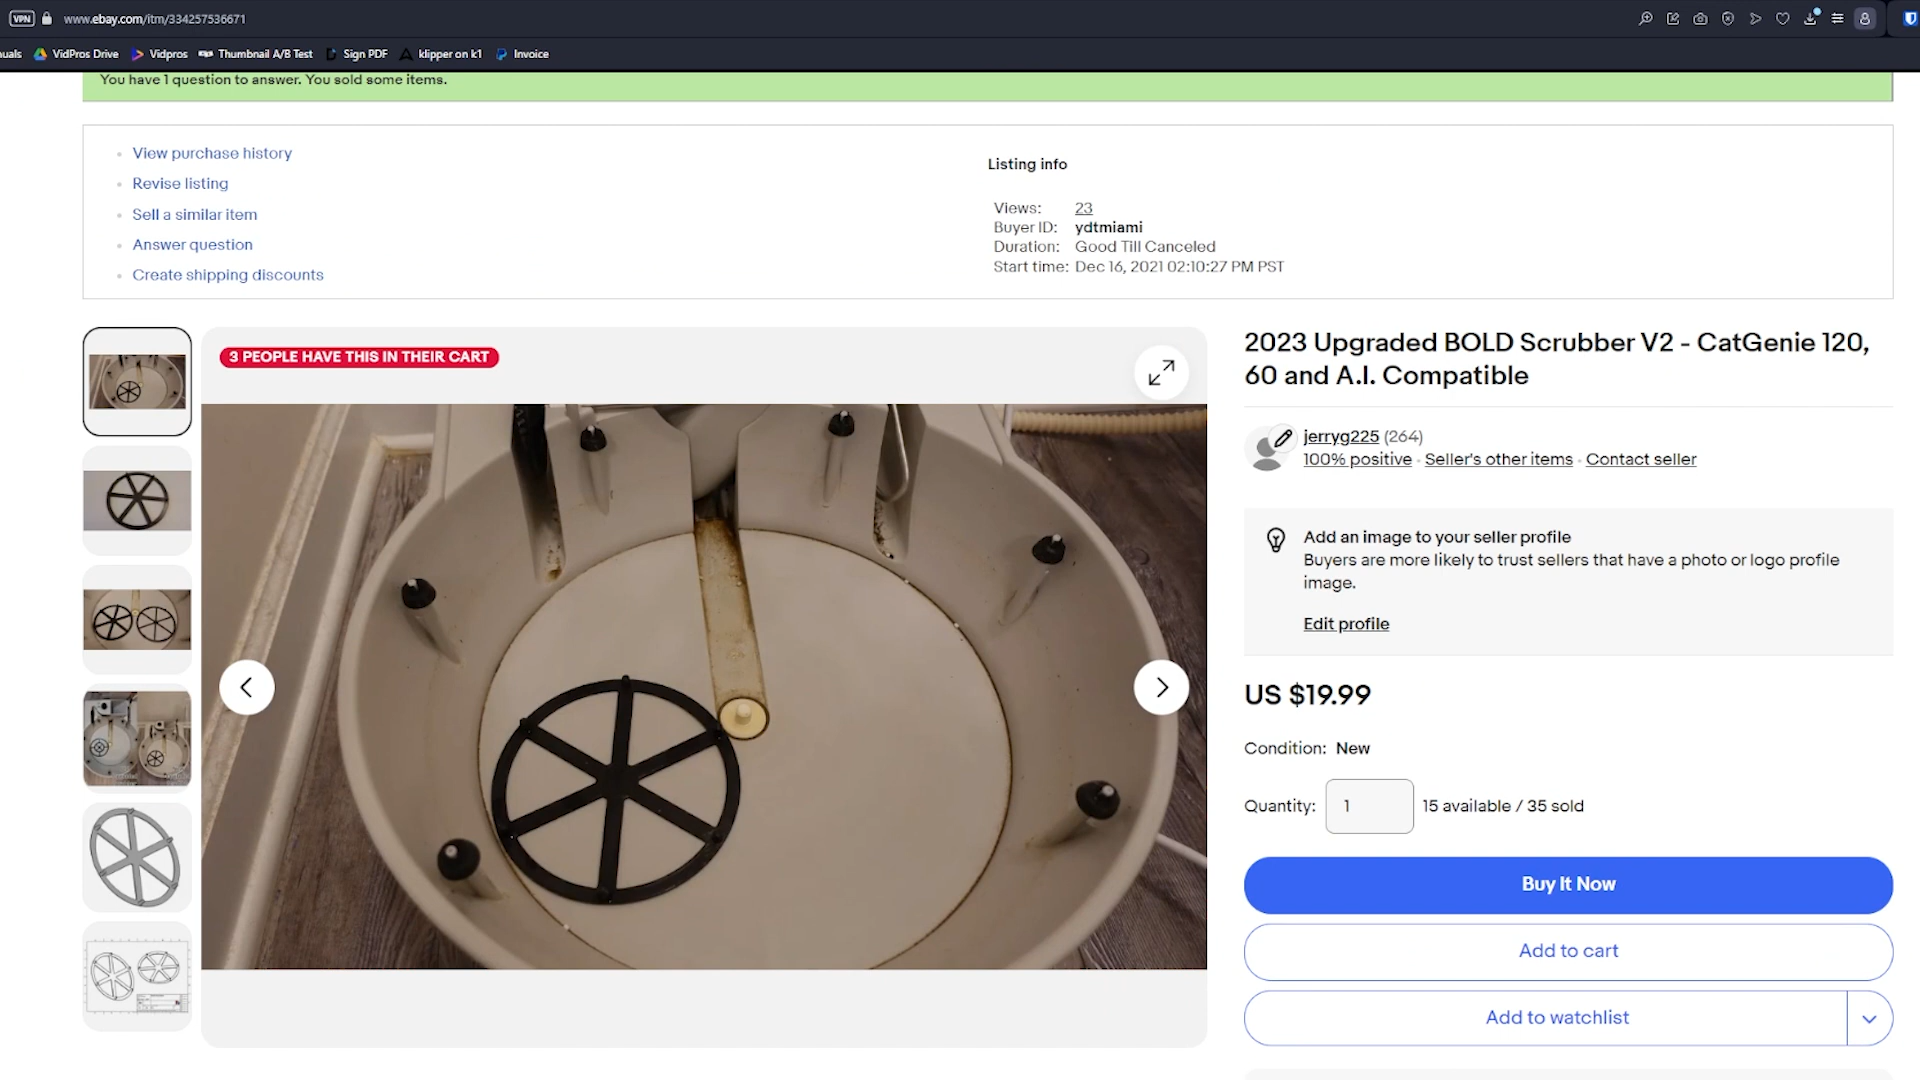 VPN
www.ebay.com/itm/334257536671
uals
VidPros Drive
Vidpros
Thumbnail A/B Test
Sign PDF
klipper on k1
Invoice
You have 1 question to answer. You sold some items.
View purchase history
Revise listing
Sell a similar item
Answer question
Create shipping discounts
Listing info
Views: 23
Buyer ID: ydtmiami
Duration: Good Till Canceled
Start time: Dec 16, 2021 02:10:27 PM PST
3 PEOPLE HAVE THIS IN THEIR CART
2023 Upgraded BOLD Scrubber V2 - CatGenie 120,
60 and A.I. Compatible
jerryg225 (264)
100% positive · Seller's other items · Contact seller
Add an image to your seller profile
Buyers are more likely to trust sellers that have a photo or logo profile
image.
Edit profile
US $19.99
Condition: New
Quantity: 1 15 available / 35 sold
Buy It Now
Add to cart
Add to watchlist